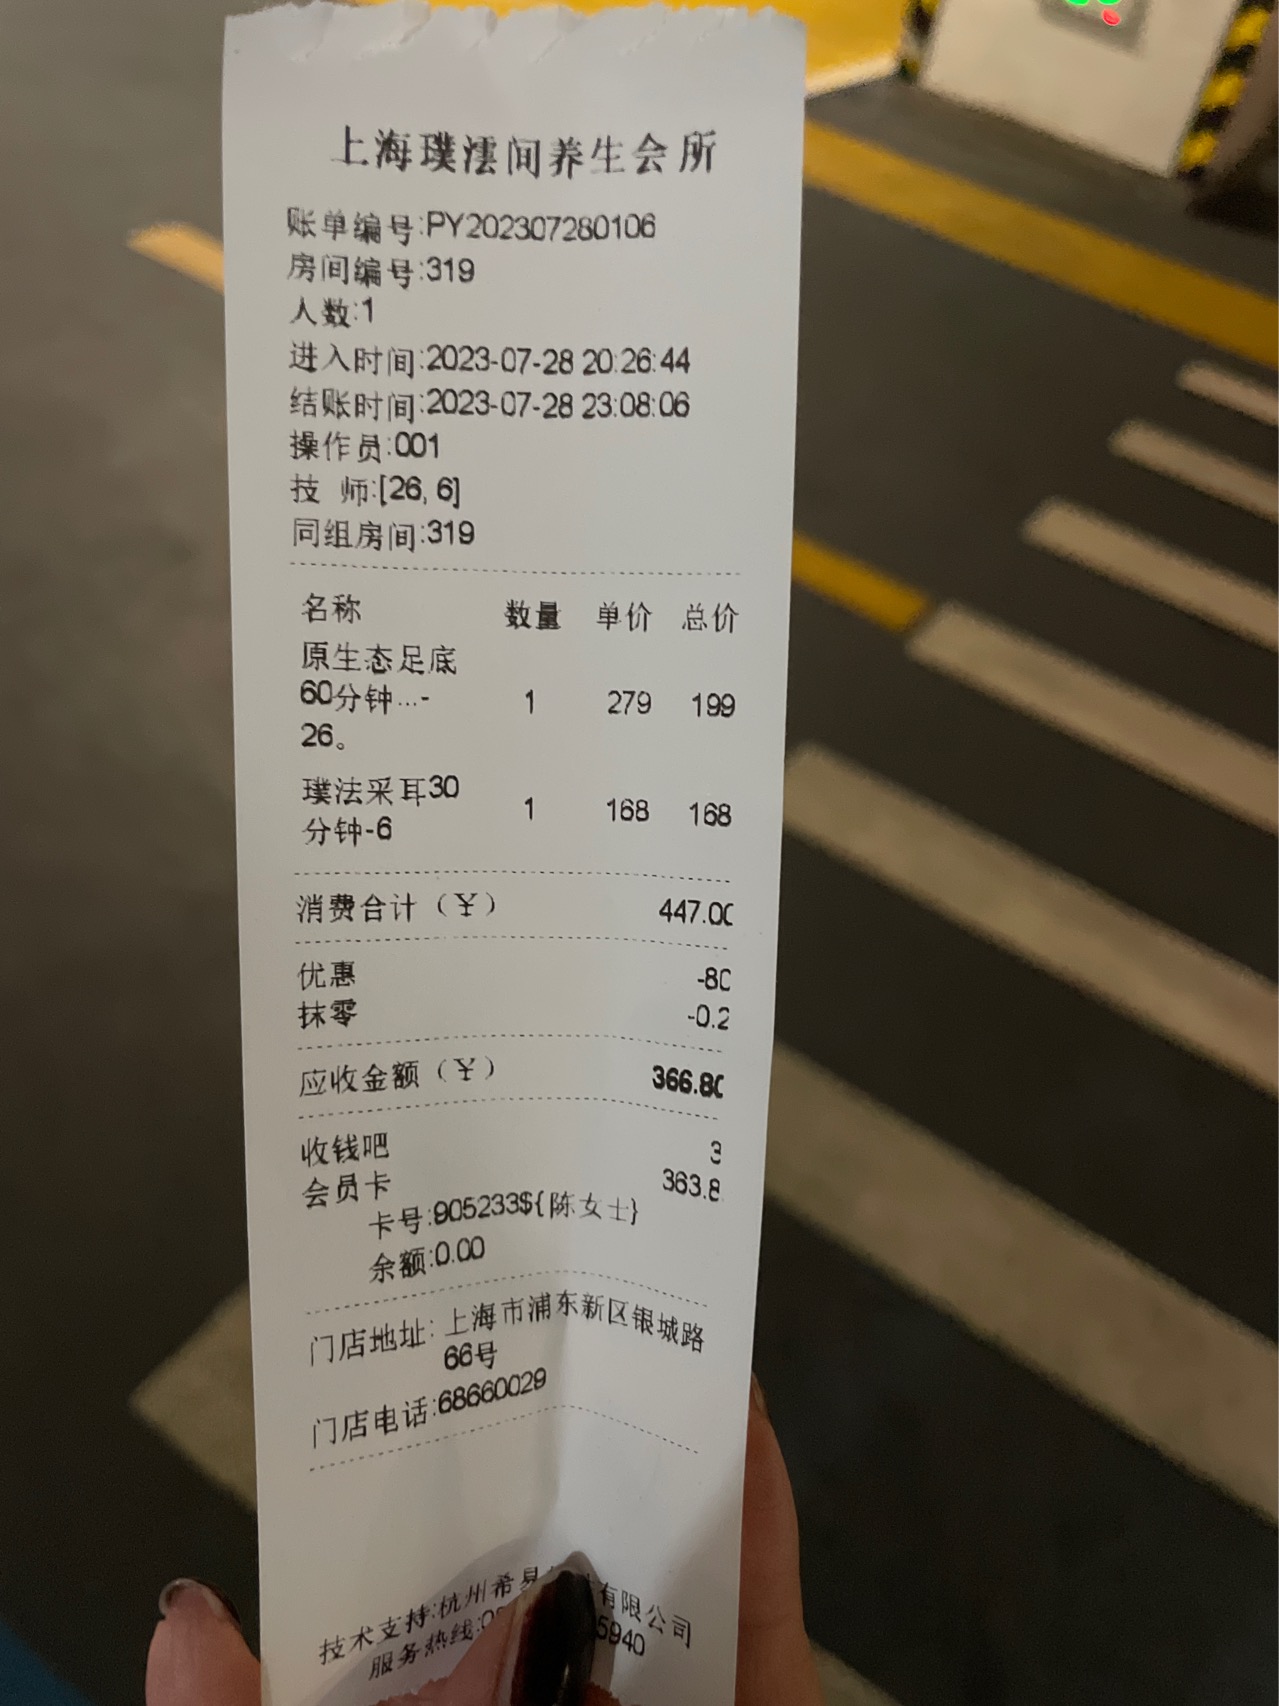 上海璞澐间养生会所
账单编号:PY202307280106
房间编号:319
人数:1
进入时间:2023-07-28 20:26:44
结账时间:2023-07-28 23:08:06
操作员:001
技 师:[26, 6]
同组房间:319
名称 数量 单价 总价
原生态足底
60分钟...- 1 279 199
26。
璞法采耳30
分钟-6 1 168 168
消费合计（￥） 447.00
优惠 -80
抹零 -0.2
应收金额（￥） 366.80
收钱吧 3
会员卡 363.8
卡号:905233${陈女士}
余额:0.00
门店地址: 上海市浦东新区银城路
66号
门店电话:68660029
技术支持:杭州希易 有限公司
服务热线:0 5940